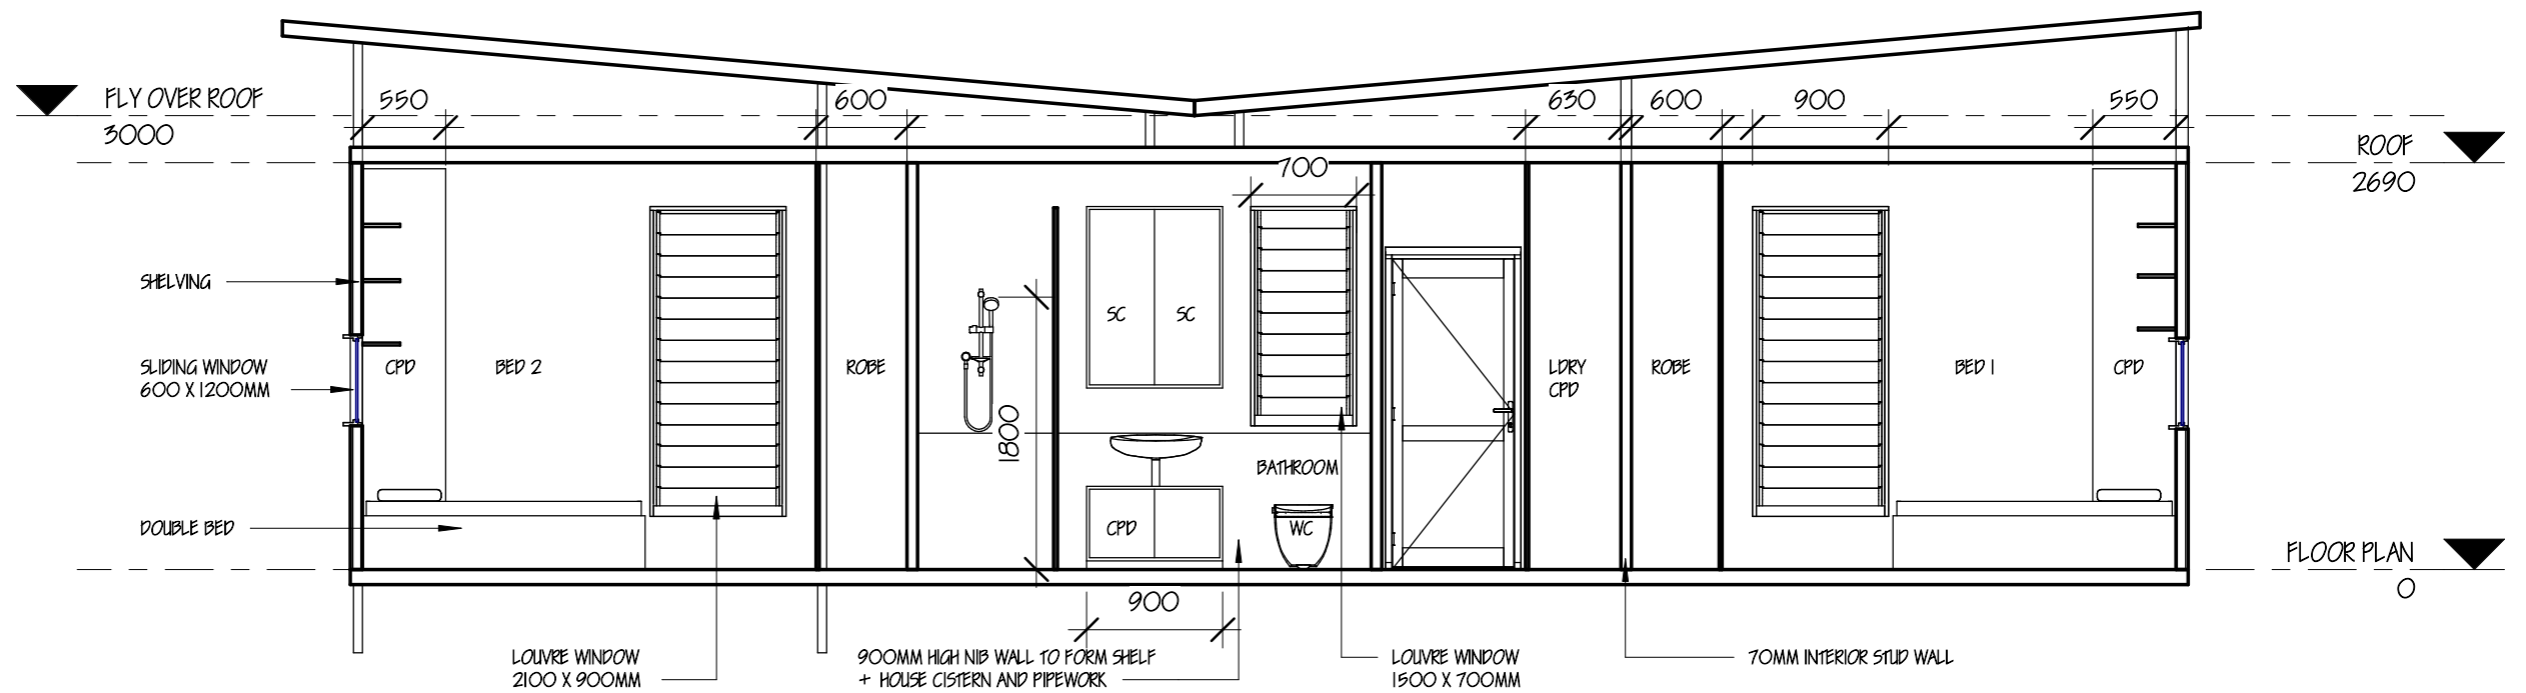 FLY OVER ROOF
3000
550
600
630
600
900
550
ROOF
2690
700
SHELVING
SC
SC
SLIDING WINDOW
600 X 1200MM
CPD
BED 2
ROBE
LDRY
CPD
ROBE
BED 1
CPD
1800
BATHROOM
DOUBLE BED
CPD
WC
FLOOR PLAN
0
900
LOUVRE WINDOW
2100 X 900MM
900MM HIGH NIB WALL TO FORM SHELF
+ HOUSE CISTERN AND PIPEWORK
LOUVRE WINDOW
1500 X 700MM
70MM INTERIOR STUD WALL